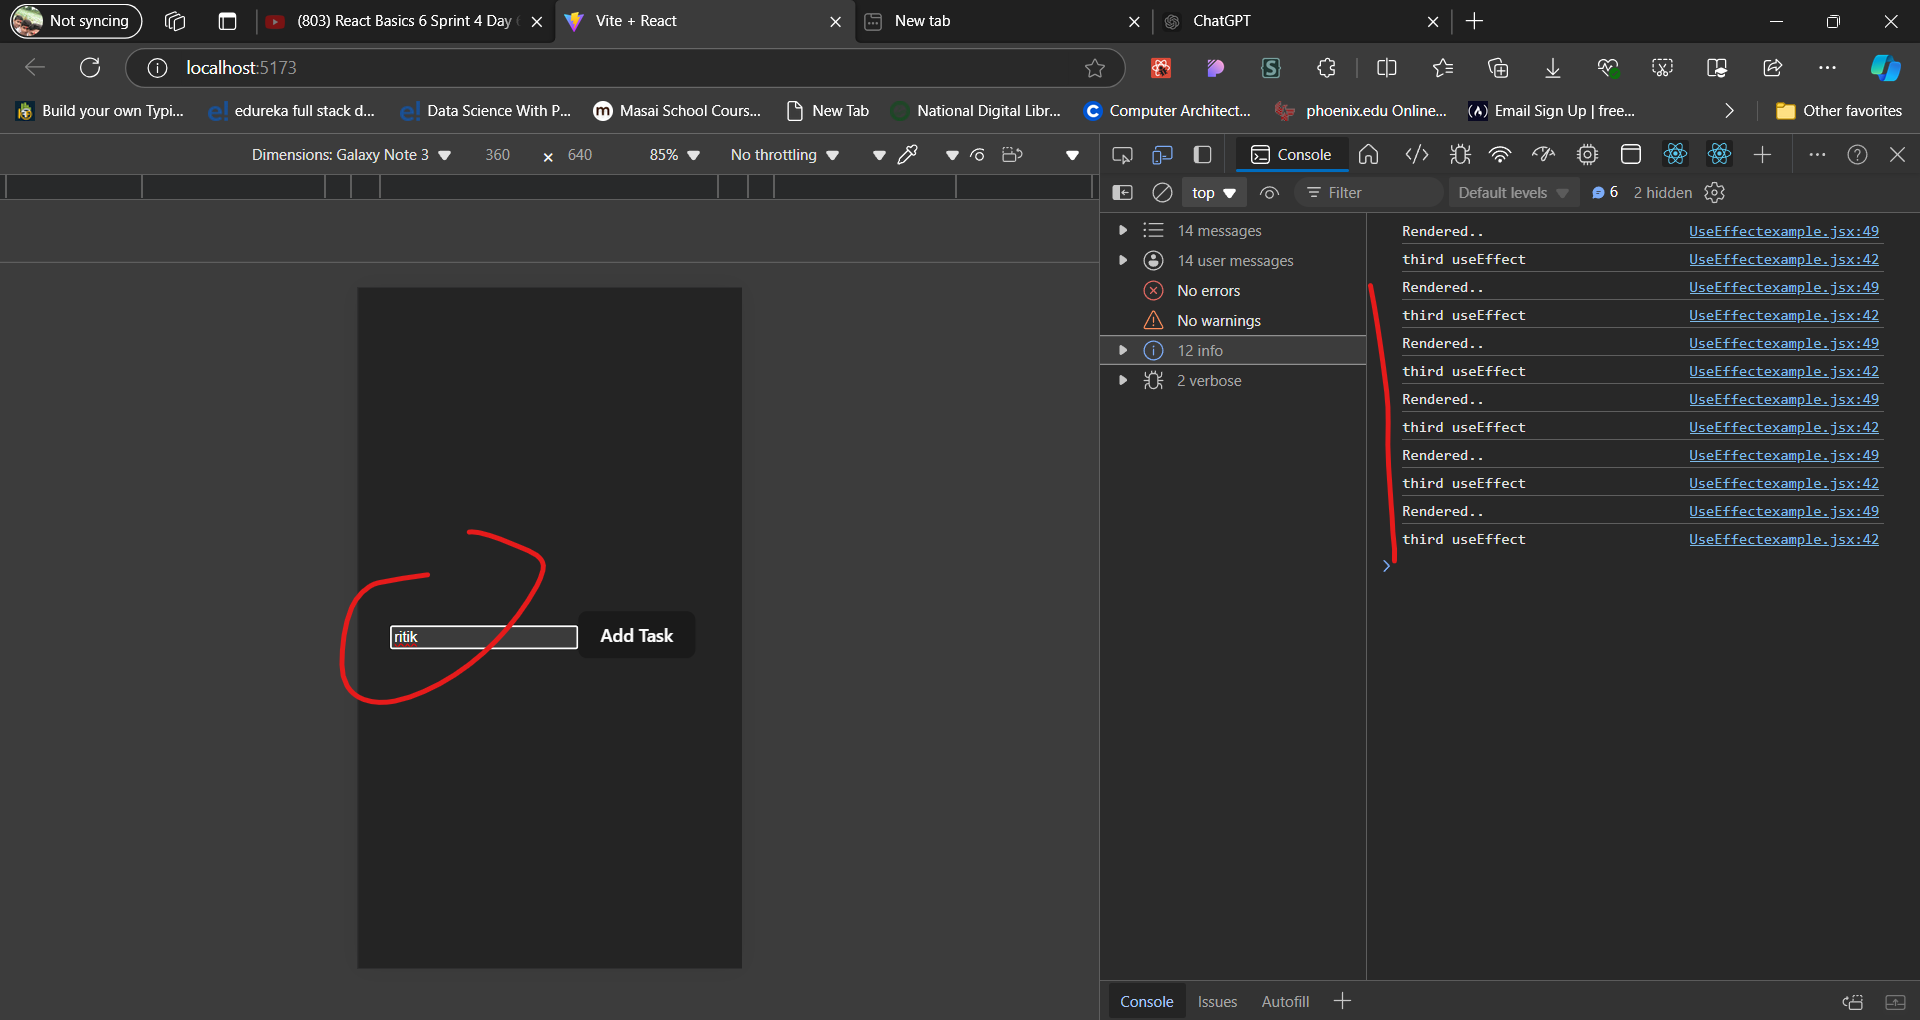 Not syncing
(803) React Basics 6 Sprint 4 Day
Vite + React
New tab
ChatGPT
localhost:5173
Build your own Typi...
edureka full stack d...
Data Science With P...
Masai School Cours...
New Tab
National Digital Libr...
Computer Architect...
phoenix.edu Online...
Email Sign Up | free...
Other favorites
Dimensions: Galaxy Note 3
360 x 640
85%
No throttling
Console
top
Filter
Default levels
6
2 hidden
14 messages
14 user messages
No errors
No warnings
12 info
2 verbose
Rendered.. UseEffectexample.jsx:49
third useEffect UseEffectexample.jsx:42
Rendered.. UseEffectexample.jsx:49
third useEffect UseEffectexample.jsx:42
Rendered.. UseEffectexample.jsx:49
third useEffect UseEffectexample.jsx:42
Rendered.. UseEffectexample.jsx:49
third useEffect UseEffectexample.jsx:42
Rendered.. UseEffectexample.jsx:49
third useEffect UseEffectexample.jsx:42
Rendered.. UseEffectexample.jsx:49
third useEffect UseEffectexample.jsx:42
ritik
Add Task
Console
Issues
Autofill